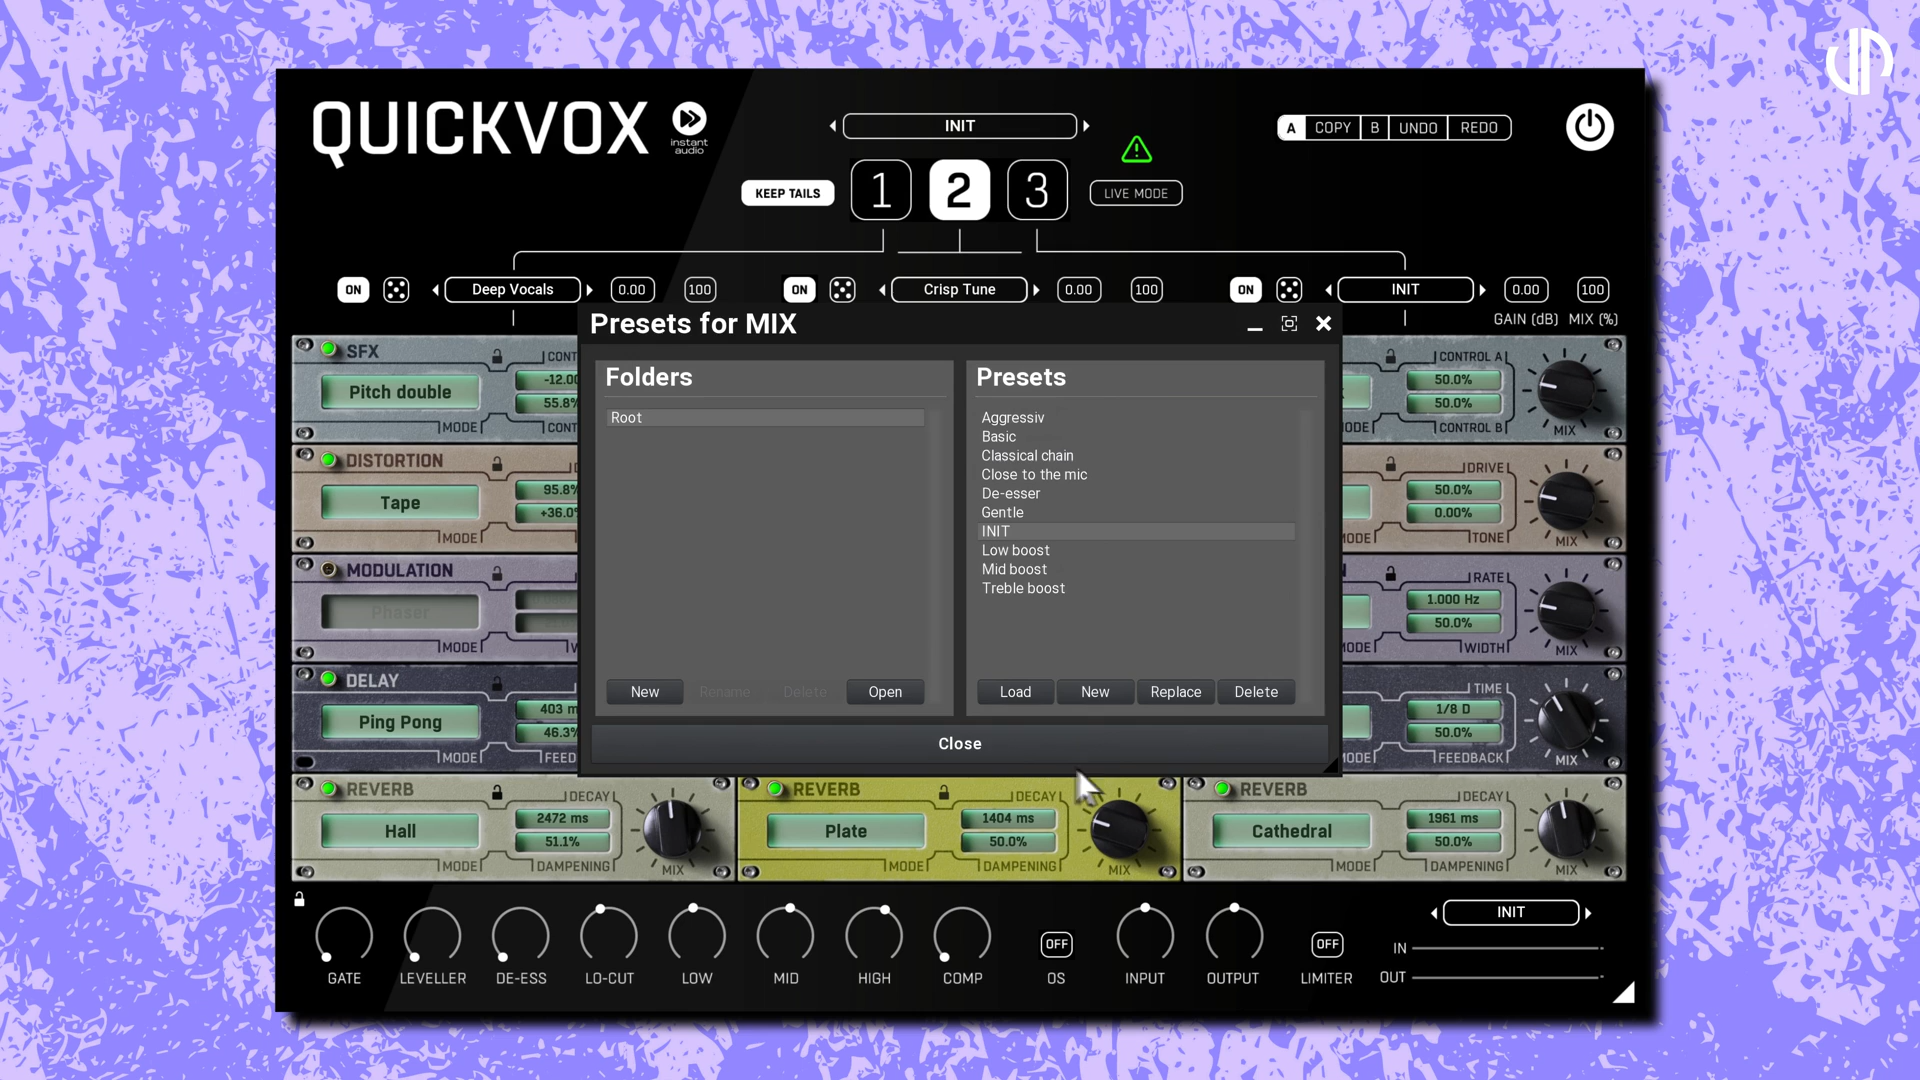 QUICKVOX
instant
audio
INIT
A COPY B UNDO REDO
KEEP TAILS
1
2
3
LIVE MODE
ON Deep Vocals 0.00 100
ON Crisp Tune 0.00 100
ON INIT 0.00 100
GAIN (dB) MIX (%)
Presets for MIX
Folders
Root
New
Rename
Delete
Open
Presets
Aggressiv
Basic
Classical chain
Close to the mic
De-esser
Gentle
INIT
Low boost
Mid boost
Treble boost
Load
New
Replace
Delete
Close
SFX
Pitch double
MODE
55.8%
CONTROL A
50.0%
50.0%
CONTROL B
MIX
DISTORTION
Tape
MODE
95.8%
DRIVE
50.0%
0.00%
TONE
MIX
MODULATION
Phaser
MODE
RATE
1.000 Hz
50.0%
WIDTH
MIX
DELAY
Ping Pong
MODE
46.3%
TIME
1/8 D
50.0%
FEEDBACK
MIX
REVERB
Hall
MODE
DECAY
2472 ms
51.1%
DAMPENING
MIX
REVERB
Plate
MODE
DECAY
1404 ms
50.0%
DAMPENING
MIX
REVERB
Cathedral
MODE
DECAY
1961 ms
50.0%
DAMPENING
MIX
GATE
LEVELLER
DE-ESS
LO-CUT
LOW
MID
HIGH
COMP
OFF
OS
INPUT
OUTPUT
OFF
LIMITER
INIT
IN
OUT